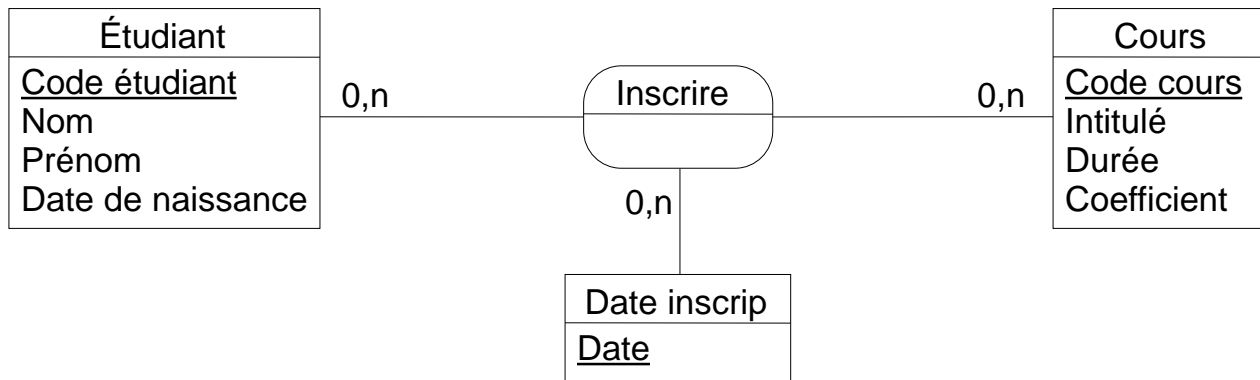 Étudiant
Code étudiant
Nom
Prénom
Date de naissance
0,n
Inscrire
0,n
Cours
Code cours
Intitulé
Durée
Coefficient
0,n
Date inscrip
Date